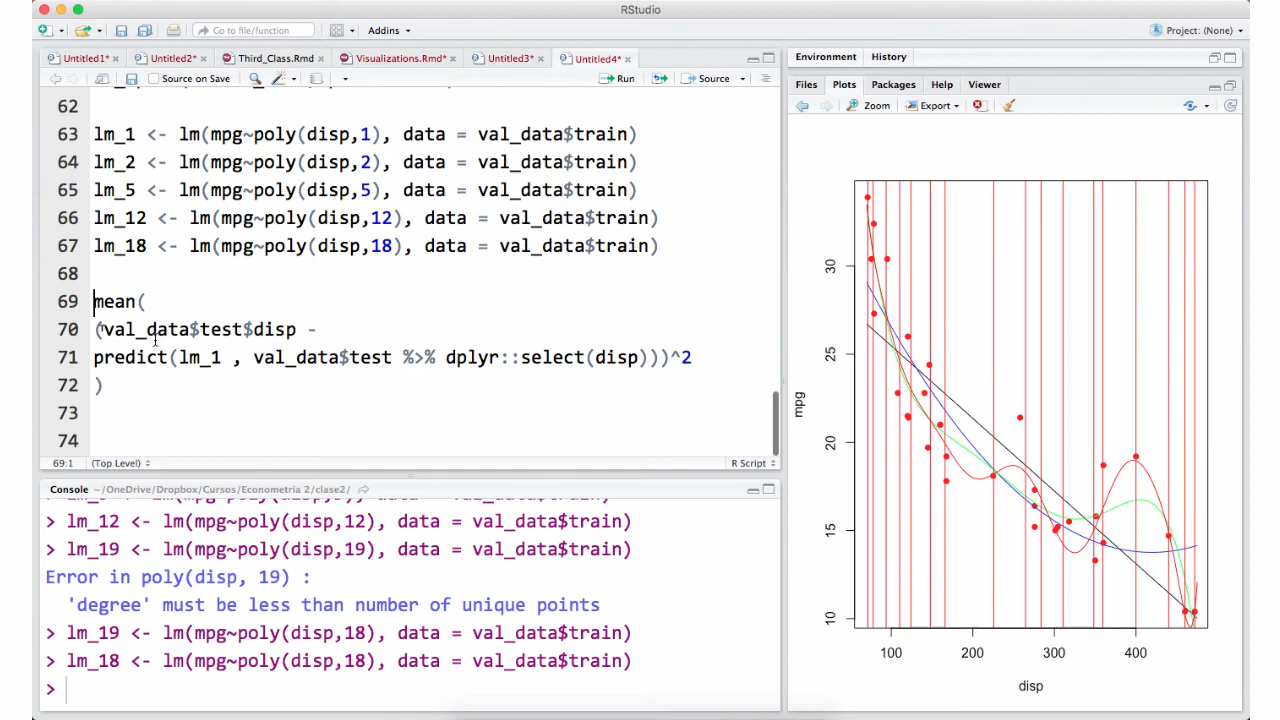 RStudio
Go to file/function
Addins
Project: (None)
Untitled1*
Untitled2*
Third_Class.Rmd
Visualizations.Rmd*
Untitled3*
Untitled4*
Source on Save
Run
Source
62
63 lm_1 <- lm(mpg~poly(disp,1), data = val_data$train)
64 lm_2 <- lm(mpg~poly(disp,2), data = val_data$train)
65 lm_5 <- lm(mpg~poly(disp,5), data = val_data$train)
66 lm_12 <- lm(mpg~poly(disp,12), data = val_data$train)
67 lm_18 <- lm(mpg~poly(disp,18), data = val_data$train)
68
69 mean(
70 (val_data$test$disp -
71 predict(lm_1 , val_data$test %>% dplyr::select(disp)))^2
72 )
73
74
69:1 (Top Level) R Script
Console ~/OneDrive/Dropbox/Cursos/Econometria 2/clase2/
> lm_12 <- lm(mpg~poly(disp,12), data = val_data$train)
> lm_19 <- lm(mpg~poly(disp,19), data = val_data$train)
Error in poly(disp, 19) :
'degree' must be less than number of unique points
> lm_19 <- lm(mpg~poly(disp,18), data = val_data$train)
> lm_18 <- lm(mpg~poly(disp,18), data = val_data$train)
>
Environment History
Files Plots Packages Help Viewer
Zoom Export
30
25
20
15
10
mpg
100 200 300 400
disp